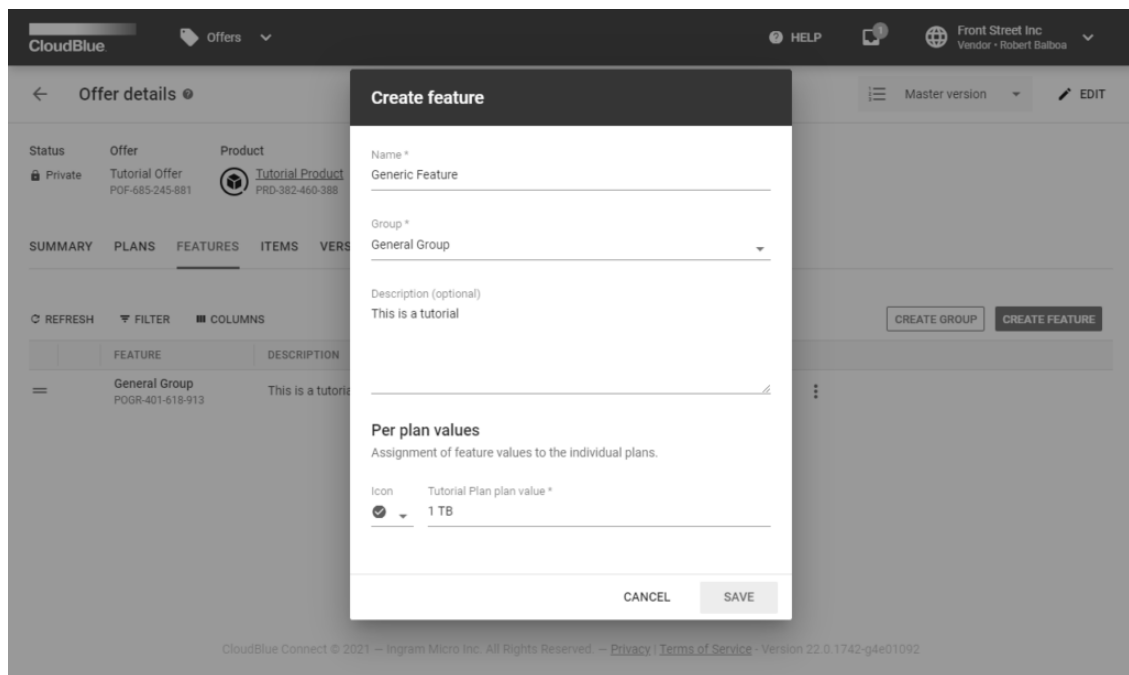 CloudBlue
Offers
HELP
1
Front Street Inc
Vendor • Robert Balboa
Offer details
Master version
EDIT
Create feature
Status
Offer
Product
Private
Tutorial Offer
POF-685-245-881
Tutorial Product
PRD-382-460-388
Name *
Generic Feature
Group *
General Group
SUMMARY PLANS FEATURES ITEMS VERS
Description (optional)
This is a tutorial
REFRESH FILTER COLUMNS
CREATE GROUP CREATE FEATURE
FEATURE DESCRIPTION
General Group
POGR-401-618-913
This is a tutoria
Per plan values
Assignment of feature values to the individual plans.
Icon
Tutorial Plan plan value *
1 TB
CANCEL SAVE
CloudBlue Connect © 2021 — Ingram Micro Inc. All Rights Reserved. — Privacy | Terms of Service - Version 22.0.1742-g4e01092